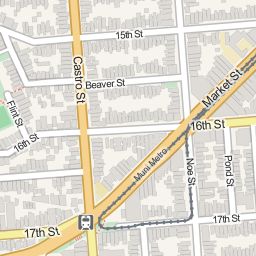 15th St
Castro St
Market St
Beaver St
Flint St
16th St
16th St
Muni Metro
Noe St
Pond St
17th St
17th St